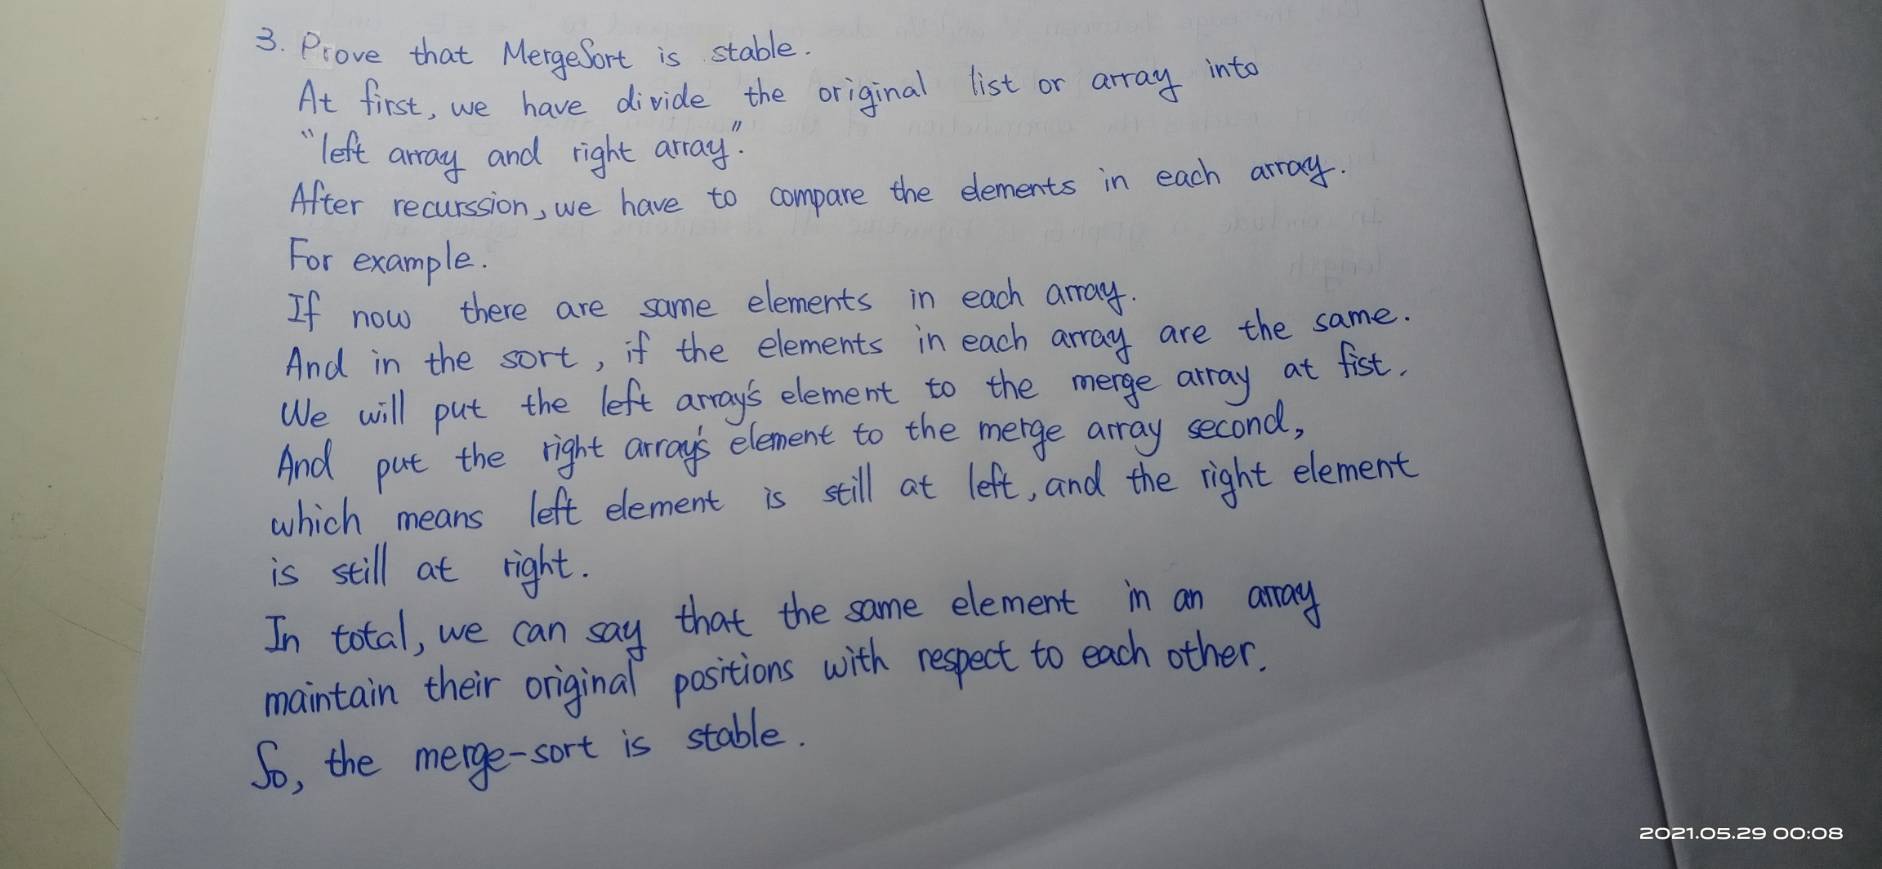 3. Prove that MergeSort is stable.
At first, we have divide the original list or array into
"left array and right array".
After recurssion, we have to compare the elements in each array.
For example.
If now there are same elements in each array.
And in the sort, if the elements in each array are the same.
We will put the left array's element to the merge array at fist.
And put the right array's element to the merge array second,
which means left element is still at left, and the right element
is still at right.
In total, we can say that the same element in an array
maintain their original positions with respect to each other.
So, the merge-sort is stable.
2021.05.29 00:08